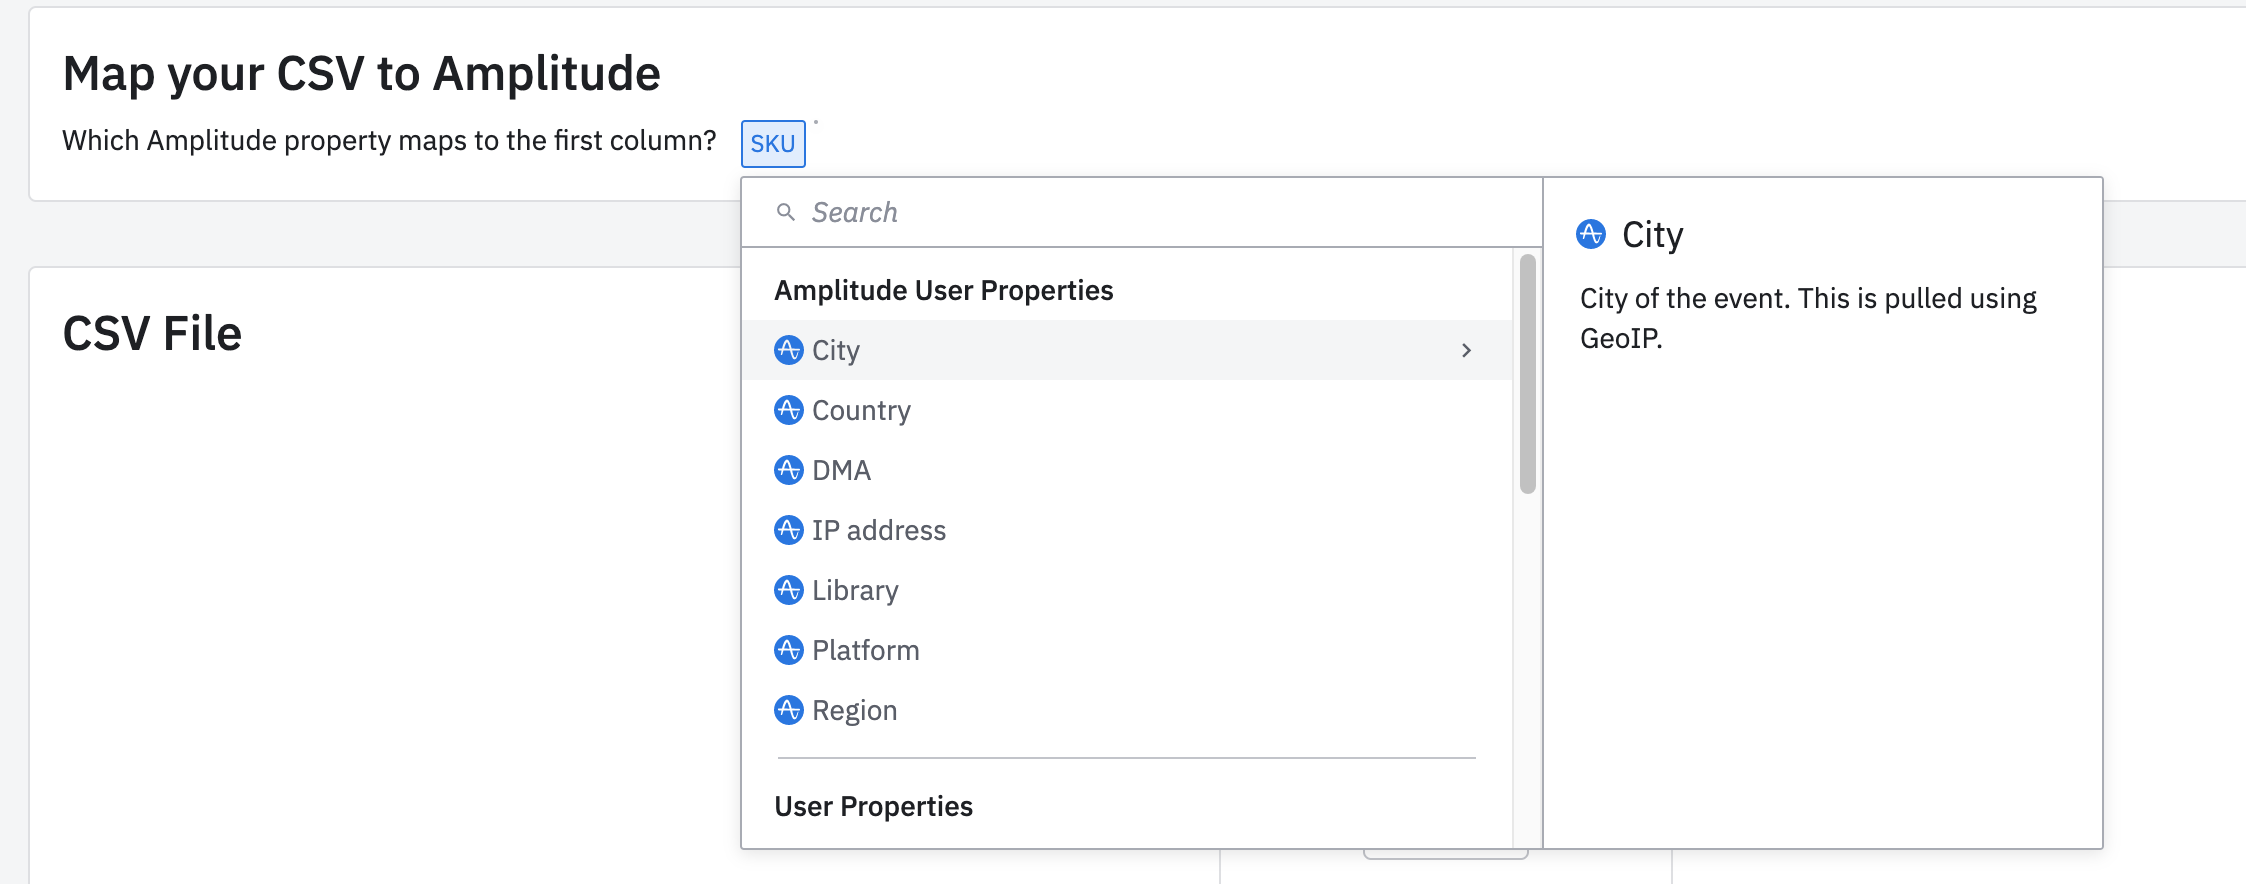 Map your CSV to Amplitude
Which Amplitude property maps to the first column? SKU
Search
Amplitude User Properties
City
Country
DMA
IP address
Library
Platform
Region
User Properties
City
City of the event. This is pulled using
GeoIP.
CSV File